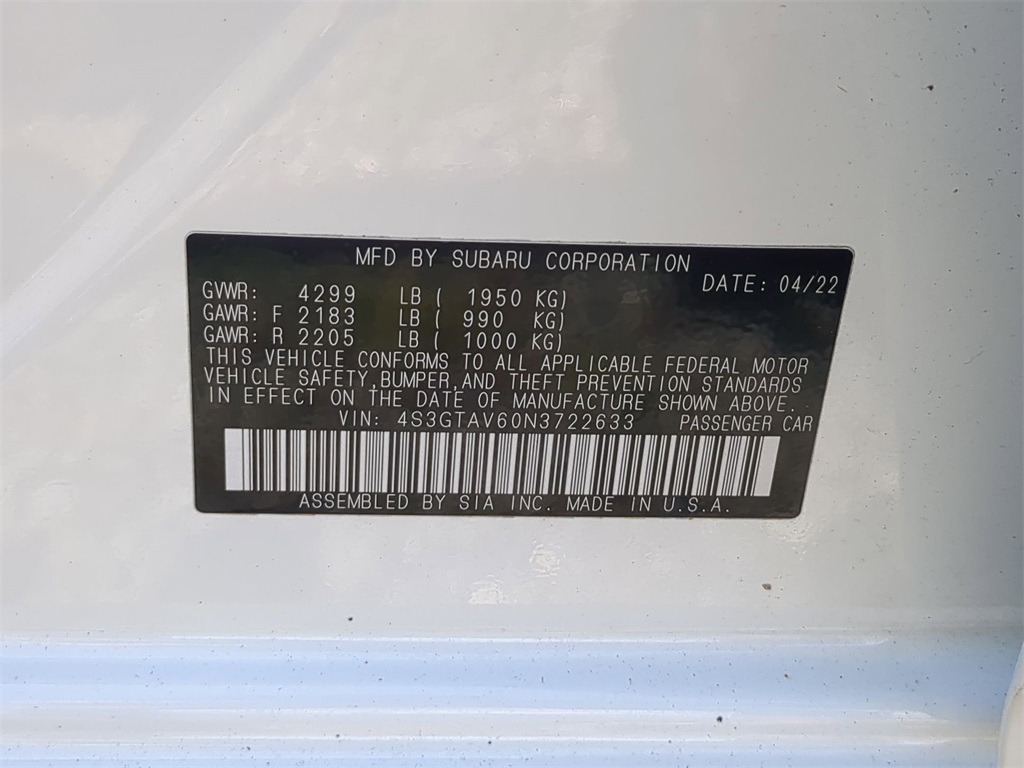 MFD BY SUBARU CORPORATION
DATE: 04/22
GVWR: 4299 LB ( 1950 KG)
GAWR: F 2183 LB ( 990 KG)
GAWR: R 2205 LB ( 1000 KG)
THIS VEHICLE CONFORMS TO ALL APPLICABLE FEDERAL MOTOR
VEHICLE SAFETY,BUMPER,AND THEFT PREVENTION STANDARDS
IN EFFECT ON THE DATE OF MANUFACTURE SHOWN ABOVE.
VIN: 4S3GTAV60N3722633 PASSENGER CAR
ASSEMBLED BY SIA INC. MADE IN U.S.A.